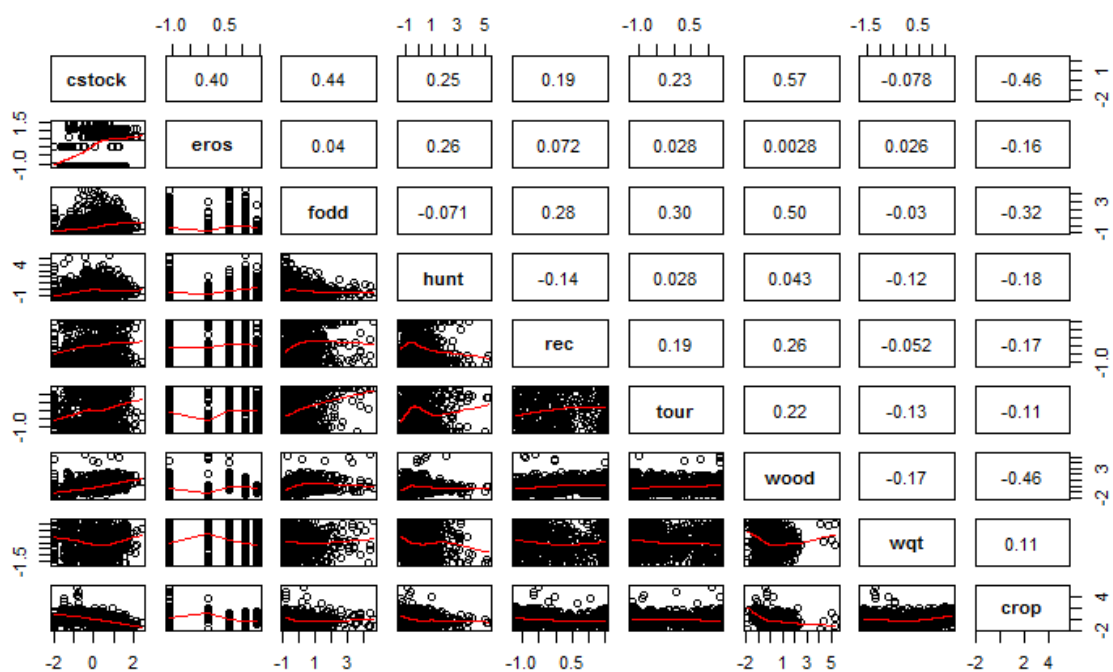 -1.0 0.5 -1 1 3 5 -1.0 0.5 -1.5
cstock 0.40 0.44 0.25 0.19 0.23 0.57 -0.078 -0.46 -2 1
-1.0 1.5 eros 0.04 0.26 0.072 0.028 0.0028 0.026 -0.16
fodd -0.071 0.28 0.30 0.50 -0.03 -0.32 -1 3
-1 4 hunt -0.14 0.028 0.043 -0.12 -0.18
rec 0.19 0.26 -0.052 -0.17 -1.0
-1.0 tour 0.22 -0.13 -0.11
wood -0.17 -0.46 -2 3
-1.5 wqt 0.11
crop -2 4
-2 0 2 -1 1 3 -1.0 0.5 -2 1 3 5 -2 2 4